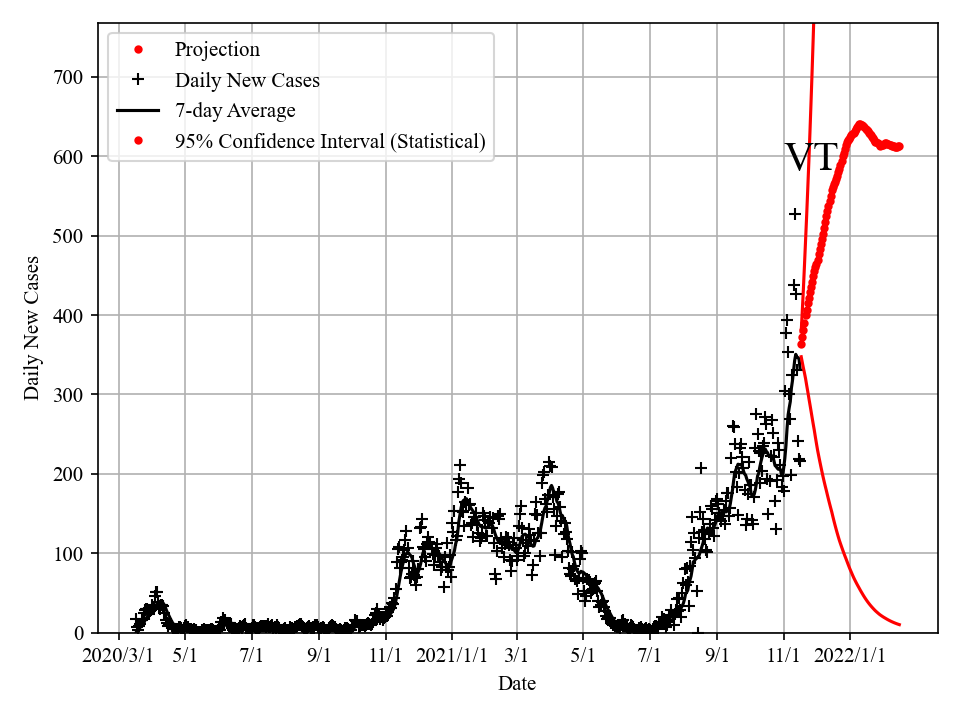 Projection
Daily New Cases
7-day Average
95% Confidence Interval (Statistical)
VT
Daily New Cases
700
600
500
400
300
200
100
0
2020/3/1 5/1 7/1 9/1 11/1 2021/1/1 3/1 5/1 7/1 9/1 11/1 2022/1/1
Date